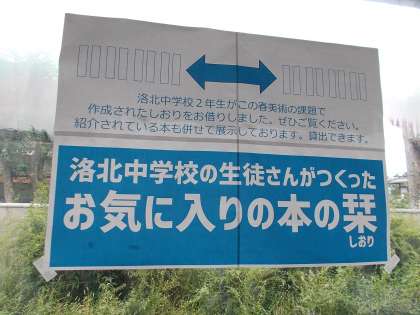 洛北中学校2年生がこの春美術の課題で
作成されたしおりをお借りしました。ぜひご覧ください。
紹介されている本も併せて展示しております。貸出できます。
洛北中学校の生徒さんがつくった
お気に入りの本の栞
しおり